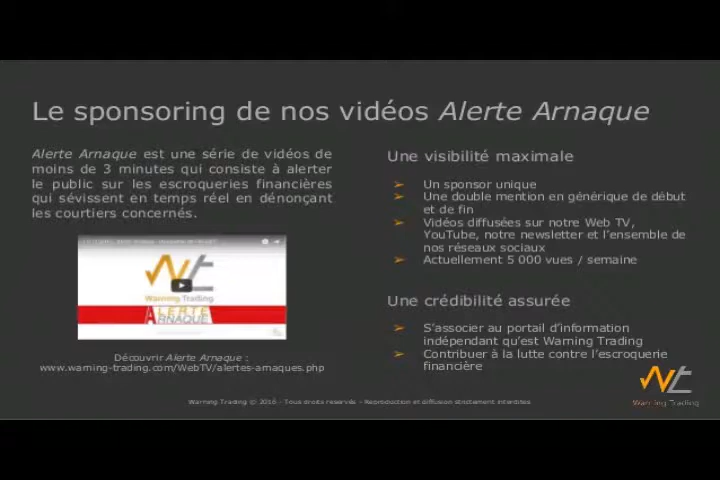 Le sponsoring de nos vidéos Alerte Arnaque
Alerte Arnaque est une série de vidéos de
moins de 3 minutes qui consiste à alerter
le public sur les escroqueries financières
qui sévissent en temps réel en dénonçant
les courtiers concernés.
Warning Trading
ALERTE
ARNAQUE
Découvrir Alerte Arnaque :
www.warning-trading.com/WebTV/alertes-arnaques.php
Une visibilité maximale
➢ Un sponsor unique
➢ Une double mention en générique de début
et de fin
➢ Vidéos diffusées sur notre Web TV,
YouTube, notre newsletter et l'ensemble de
nos réseaux sociaux
➢ Actuellement 5 000 vues / semaine
Une crédibilité assurée
➢ S'associer au portail d'information
indépendant qu'est Warning Trading
➢ Contribuer à la lutte contre l'escroquerie
financière
Warning Trading
Warning Trading © 2016 - Tous droits reservés – Reproduction et diffusion strictement interdites